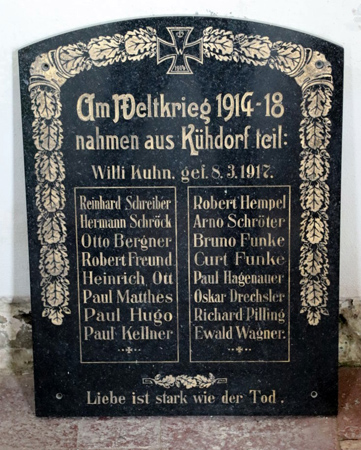 W
1914
Am Weltkrieg 1914-18
nahmen aus Kühdorf teil:
Willi Kuhn, gef. 8.3.1917.
Reinhard Schreiber
Hermann Schröck
Otto Bergner
Robert Freund
Heinrich Ott
Paul Matthes
Paul Hugo
Paul Kellner
Robert Hempel
Arno Schröter
Bruno Funke
Curt Funke
Paul Hagenauer
Oskar Drechsler
Richard Pilling
Ewald Wagner.
Liebe ist stark wie der Tod.